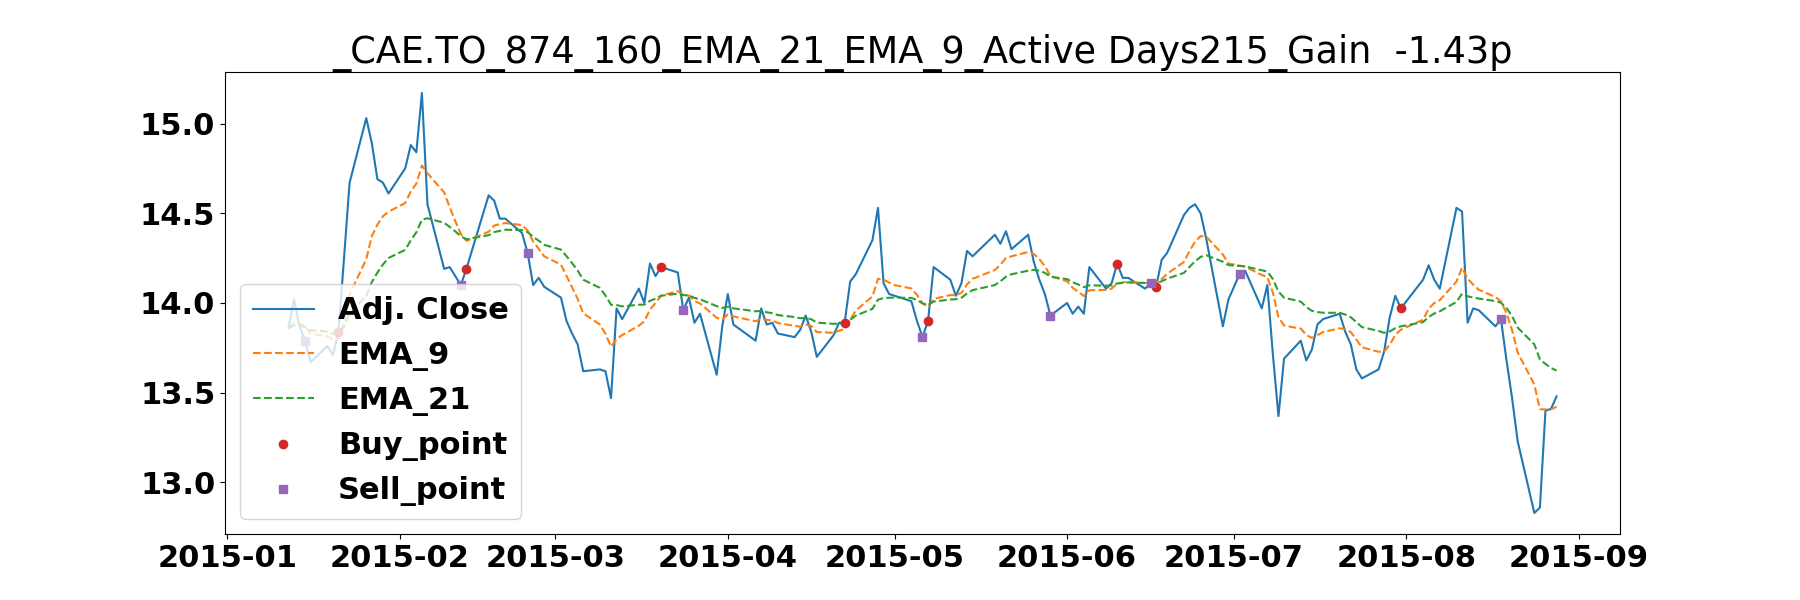 _CAE.TO_874_160_EMA_21_EMA_9_Active Days215_Gain  -1.43p
15.0
14.5
14.0
13.5
13.0
Adj. Close
EMA_9
EMA_21
Buy_point
Sell_point
2015-01 2015-02 2015-03 2015-04 2015-05 2015-06 2015-07 2015-08 2015-09